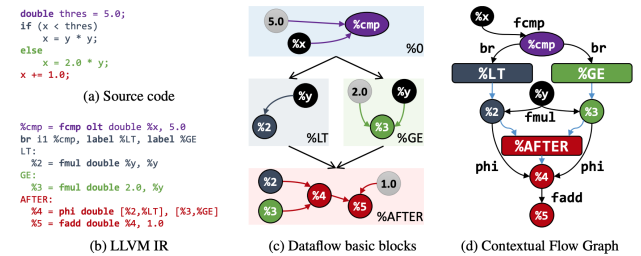 double thres = 5.0;
if (x < thres)
x = y * y;
else
x = 2.0 * y;
x += 1.0;
(a) Source code
%cmp = fcmp olt double %x, 5.0
br i1 %cmp, label %LT, label %GE
LT:
%2 = fmul double %y, %y
GE:
%3 = fmul double 2.0, %y
AFTER:
%4 = phi double [%2,%LT], [%3,%GE]
%5 = fadd double %4, 1.0
(b) LLVM IR
5.0
%cmp
%x
%0
%y
%2
%LT
2.0
%y
%3
%GE
%2
%3
%4
%5
1.0
%AFTER
(c) Dataflow basic blocks
%x
fcmp
%cmp
br
br
%LT
%GE
%2
%y
%3
fmul
%AFTER
phi
%4
phi
fadd
%5
(d) Contextual Flow Graph